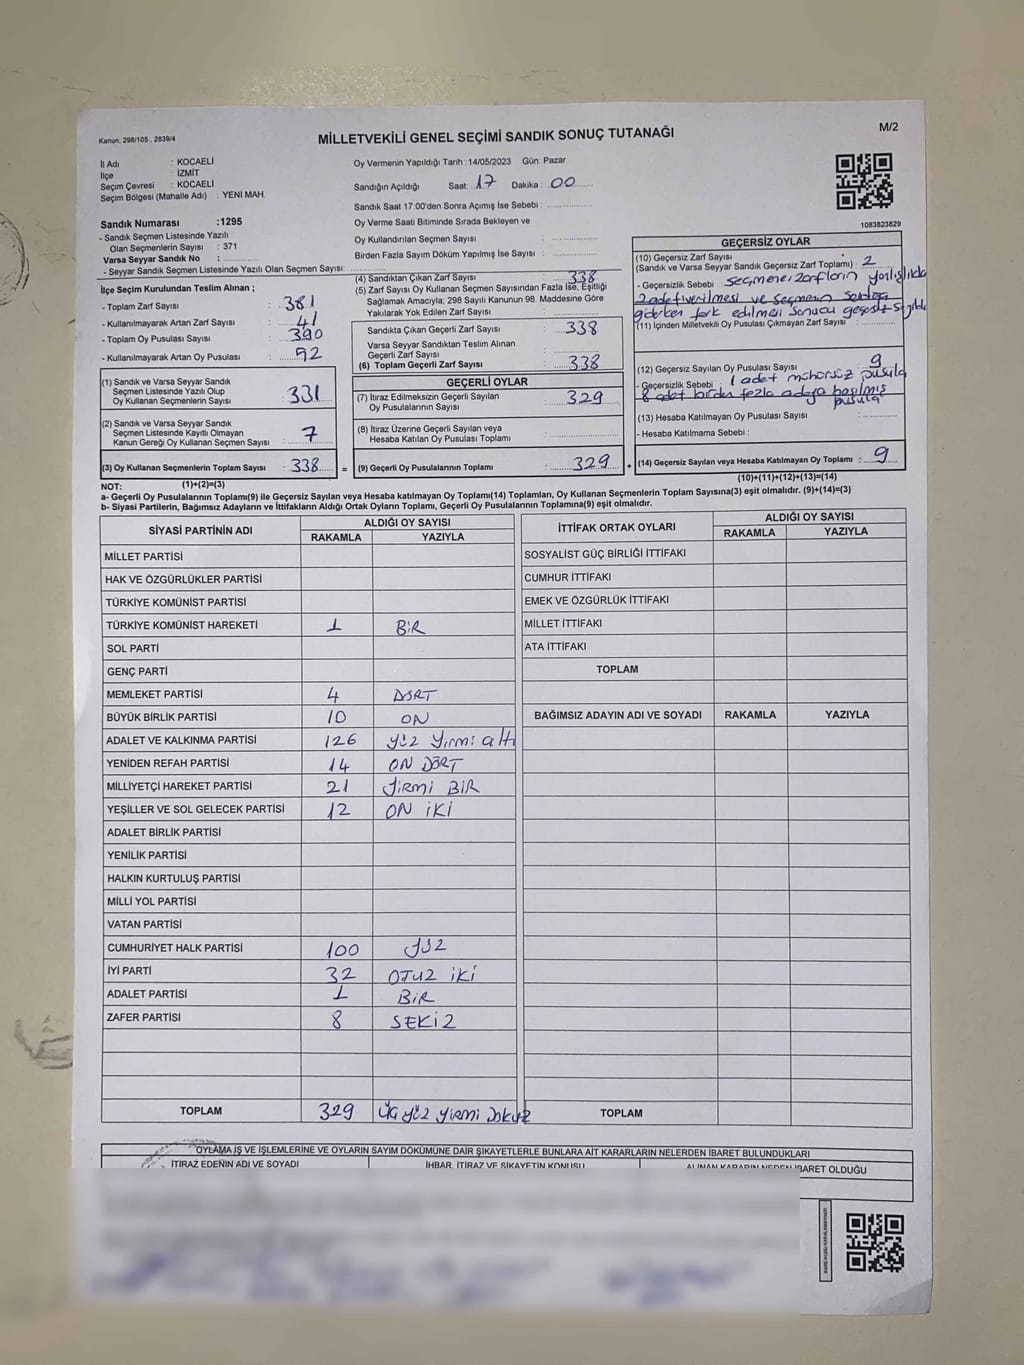 Kanun: 298/105 , 2839/4
MİLLETVEKİLİ GENEL SEÇİMİ SANDIK SONUÇ TUTANAĞI
M/2
İl Adı : KOCAELİ
İlçe : İZMİT
Seçim Çevresi : KOCAELİ
Seçim Bölgesi (Mahalle Adı) : YENİ MAH.
Sandık Numarası :1295
- Sandık Seçmen Listesinde Yazılı
Olan Seçmenlerin Sayısı : 371
Varsa Seyyar Sandık No :
- Seyyar Sandık Seçmen Listesinde Yazılı Olan Seçmen Sayısı:
Oy Vermenin Yapıldığı Tarih : 14/05/2023 Gün: Pazar
Sandığın Açıldığı Saat: 17 Dakika : 00
Sandık Saat 17:00'den Sonra Açımış İse Sebebi :
Oy Verme Saati Bitiminde Sırada Bekleyen ve
Oy Kullandırılan Seçmen Sayısı :
Birden Fazla Sayım Döküm Yapılmış İse Sayısı :
1083823829
İlçe Seçim Kurulundan Teslim Alınan ;
- Toplam Zarf Sayısı : 381
- Kullanılmayarak Artan Zarf Sayısı : 41
- Toplam Oy Pusulası Sayısı : 390
- Kullanılmayarak Artan Oy Pusulası : 92
(1) Sandık ve Varsa Seyyar Sandık
Seçmen Listesinde Yazılı Olup
Oy Kullanan Seçmenlerin Sayısı : 331
(2) Sandık ve Varsa Seyyar Sandık
Seçmen Listesinde Kayıtlı Olmayan
Kanun Gereği Oy Kullanan Seçmen Sayısı : 7
(3) Oy Kullanan Seçmenlerin Toplam Sayısı : 338 =
(4) Sandıktan Çıkan Zarf Sayısı : 338
(5) Zarf Sayısı Oy Kullanan Seçmen Sayısından Fazla İse, Eşitliği
Sağlamak Amacıyla; 298 Sayılı Kanunun 98. Maddesine Göre
Yakılarak Yok Edilen Zarf Sayısı :
Sandıkta Çıkan Geçerli Zarf Sayısı : 338
Varsa Seyyar Sandıktan Teslim Alınan
Geçerli Zarf Sayısı :
(6) Toplam Geçerli Zarf Sayısı : 338
GEÇERLİ OYLAR
(7) İtiraz Edilmeksizin Geçerli Sayılan
Oy Pusulalarının Sayısı : 329
(8) İtiraz Üzerine Geçerli Sayılan veya
Hesaba Katılan Oy Pusulası Toplamı :
(9) Geçerli Oy Pusulalarının Toplamı : 329 +
GEÇERSİZ OYLAR
(10) Geçersiz Zarf Sayısı
(Sandık ve Varsa Seyyar Sandık Geçersiz Zarf Toplamı) : 2
- Geçersizlik Sebebi : seçmene zarfların yanlışlıkla
2 adet verilmesi ve seçmenin sandığa
giderken fark edilmesi sonucu geçersiz sayıldı
(11) İçinden Milletvekili Oy Pusulası Çıkmayan Zarf Sayısı :
(12) Geçersiz Sayılan Oy Pusulası Sayısı : 9
- Geçersizlik Sebebi : 1 adet mühürsüz pusula
8 adet birden fazla adaya basılmış
pusula
(13) Hesaba Katılmayan Oy Pusulası Sayısı :
- Hesaba Katılmama Sebebi :
(14) Geçersiz Sayılan veya Hesaba Katılmayan Oy Toplamı : 9
NOT: (1)+(2)=(3)
(10)+(11)+(12)+(13)=(14)
a- Geçerli Oy Pusulalarının Toplamı(9) ile Geçersiz Sayılan veya Hesaba katılmayan Oy Toplamı(14) Toplamları, Oy Kullanan Seçmenlerin Toplam Sayısına(3) eşit olmalıdır. (9)+(14)=(3)
b- Siyasi Partilerin, Bağımsız Adayların ve İttifakların Aldığı Ortak Oyların Toplamı, Geçerli Oy Pusulalarının Toplamına(9) eşit olmalıdır.
SİYASİ PARTİNİN ADI ALDIĞI OY SAYISI
RAKAMLA YAZIYLA
MİLLET PARTİSİ
HAK VE ÖZGÜRLÜKLER PARTİSİ
TÜRKİYE KOMÜNİST PARTİSİ
TÜRKİYE KOMÜNİST HAREKETİ 1 BİR
SOL PARTİ
GENÇ PARTİ
MEMLEKET PARTİSİ 4 DÖRT
BÜYÜK BİRLİK PARTİSİ 10 ON
ADALET VE KALKINMA PARTİSİ 126 Yüz Yirmi altı
YENİDEN REFAH PARTİSİ 14 ON DÖRT
MİLLİYETÇİ HAREKET PARTİSİ 21 Yirmi BİR
YEŞİLLER VE SOL GELECEK PARTİSİ 12 ON İKİ
ADALET BİRLİK PARTİSİ
YENİLİK PARTİSİ
HALKIN KURTULUŞ PARTİSİ
MİLLİ YOL PARTİSİ
VATAN PARTİSİ
CUMHURİYET HALK PARTİSİ 100 YÜZ
İYİ PARTİ 32 OTUZ İKİ
ADALET PARTİSİ 1 BİR
ZAFER PARTİSİ 8 SEKİZ
TOPLAM 329 Üç Yüz Yirmi Dokuz
İTTİFAK ORTAK OYLARI ALDIĞI OY SAYISI
RAKAMLA YAZIYLA
SOSYALİST GÜÇ BİRLİĞİ İTTİFAKI
CUMHUR İTTİFAKI
EMEK VE ÖZGÜRLÜK İTTİFAKI
MİLLET İTTİFAKI
ATA İTTİFAKI
TOPLAM
BAĞIMSIZ ADAYIN ADI VE SOYADI RAKAMLA YAZIYLA
TOPLAM
OYLAMA İŞ VE İŞLEMLERİNE VE OYLARIN SAYIM DÖKÜMÜNE DAİR ŞİKAYETLERLE BUNLARA AİT KARARLARIN NELERDEN İBARET BULUNDUKLARI
İTİRAZ EDENİN ADI VE SOYADI İHBAR, İTİRAZ VE ŞİKAYETİN KONUSU ALINAN KARARIN NEDEN İBARET OLDUĞU